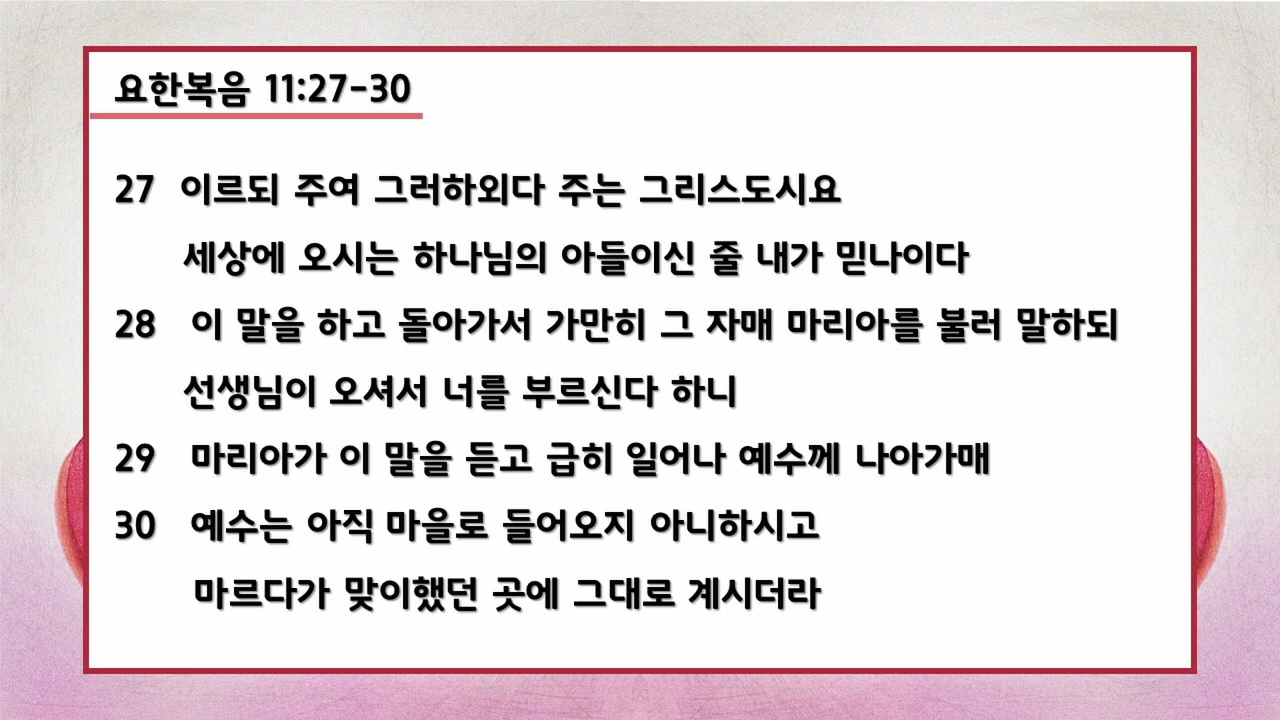 요한복음 11:27-30
27 이르되 주여 그러하외다 주는 그리스도시요
세상에 오시는 하나님의 아들이신 줄 내가 믿나이다
28 이 말을 하고 돌아가서 가만히 그 자매 마리아를 불러 말하되
선생님이 오셔서 너를 부르신다 하니
29 마리아가 이 말을 듣고 급히 일어나 예수께 나아가매
30 예수는 아직 마을로 들어오지 아니하시고
마르다가 맞이했던 곳에 그대로 계시더라